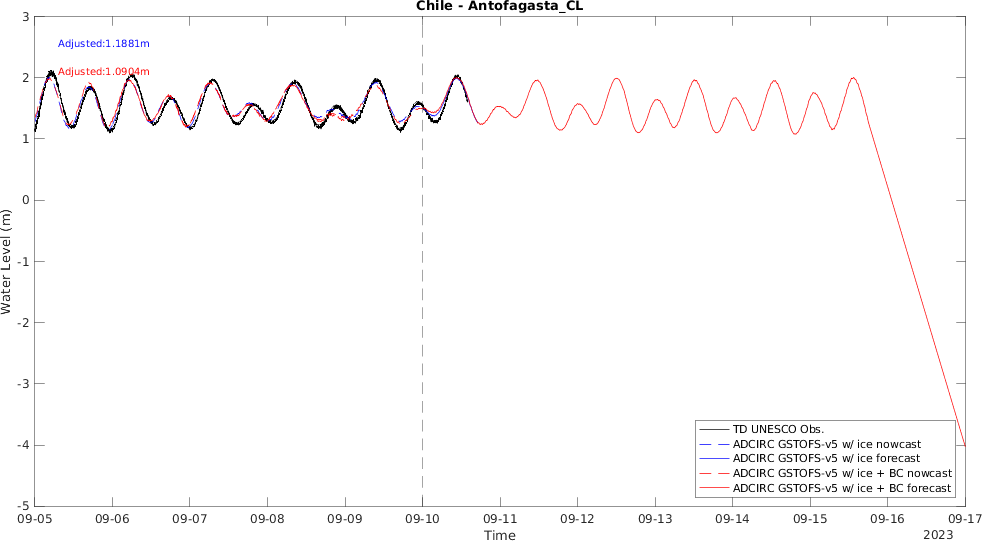 Chile - Antofagasta_CL
3
Adjusted:1.1881m
Adjusted:1.0904m
2
1
0
-1
-2
-3
-4
-5
Water Level (m)
TD UNESCO Obs.
ADCIRC GSTOFS-v5 w/ ice nowcast
ADCIRC GSTOFS-v5 w/ ice forecast
ADCIRC GSTOFS-v5 w/ ice + BC nowcast
ADCIRC GSTOFS-v5 w/ ice + BC forecast
09-05 09-06 09-07 09-08 09-09 09-10 09-11 09-12 09-13 09-14 09-15 09-16 09-17
Time
2023